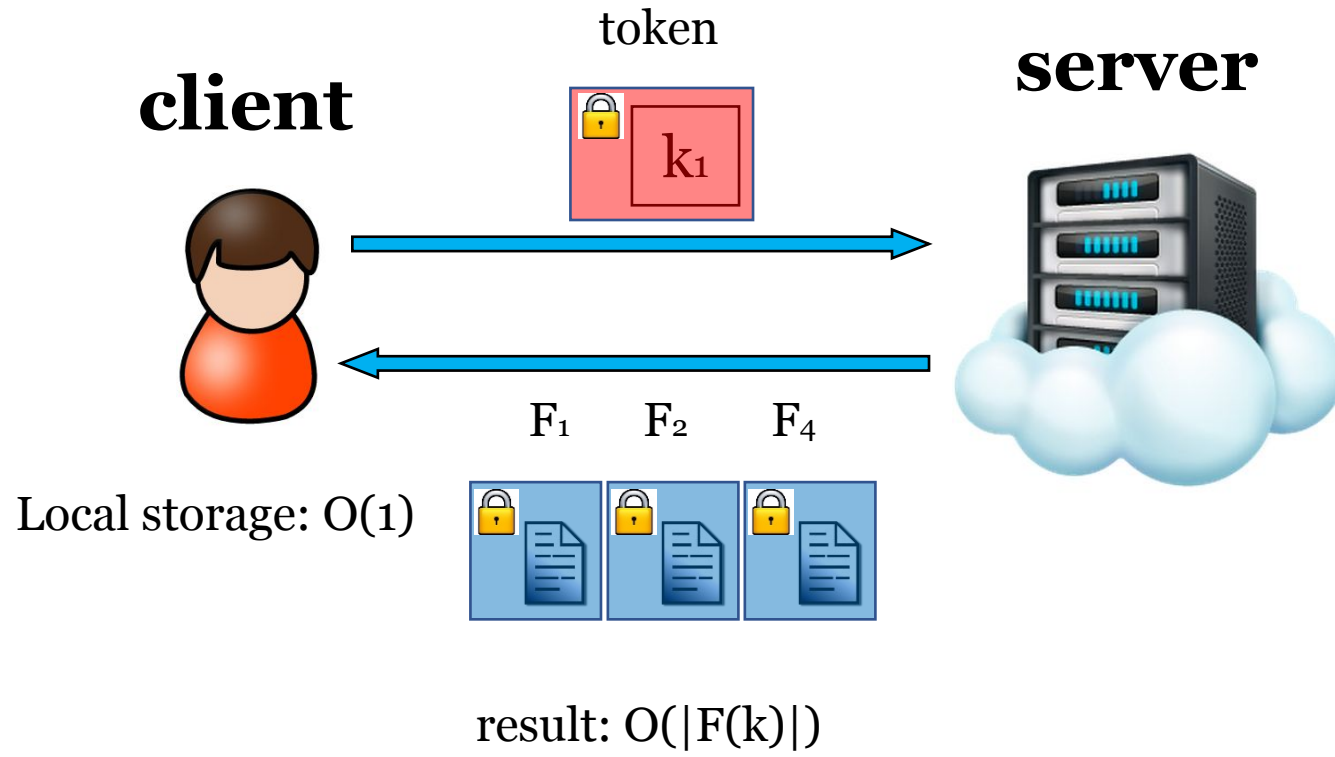 token
client
server
k₁
F₁ F₂ F₄
Local storage: O(1)
result: O(|F(k)|)